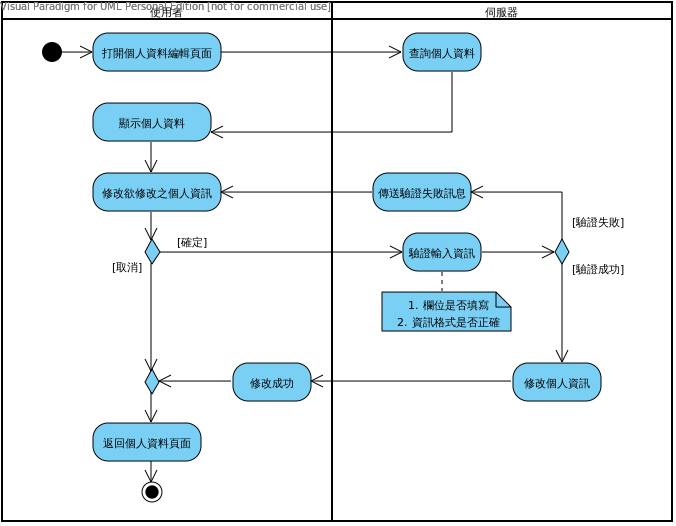 Visual Paradigm for UML Personal Edition [not for commercial use]
使用者
伺服器
打開個人資料編輯頁面
查詢個人資料
顯示個人資料
修改欲修改之個人資訊
傳送驗證失敗訊息
[驗證失敗]
[確定]
驗證輸入資訊
[取消]
[驗證成功]
1. 欄位是否填寫
2. 資訊格式是否正確
修改成功
修改個人資訊
返回個人資料頁面